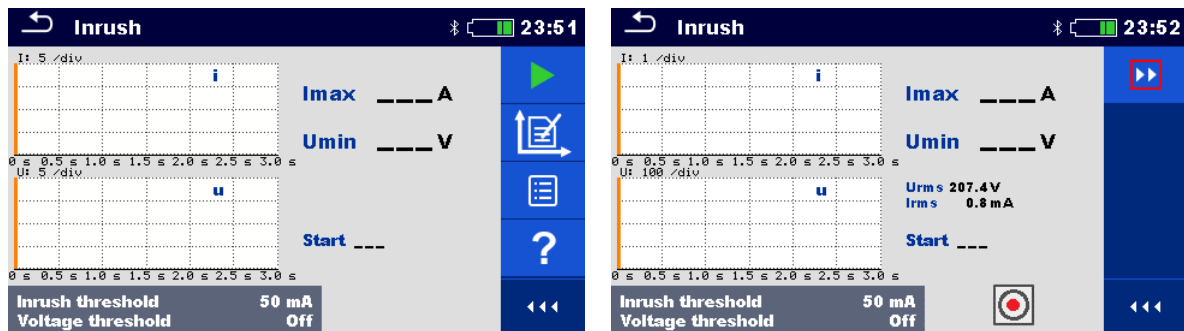 Inrush 23:51
I: 5 /div
i
Imax ___A
Umin ___V
0 s 0.5 s 1.0 s 1.5 s 2.0 s 2.5 s 3.0 s
U: 5 /div
u
Start ___
0 s 0.5 s 1.0 s 1.5 s 2.0 s 2.5 s 3.0 s
?
Inrush threshold 50 mA
Voltage threshold Off
Inrush 23:52
I: 1 /div
i
Imax ___A
Umin ___V
0 s 0.5 s 1.0 s 1.5 s 2.0 s 2.5 s 3.0 s
U: 100 /div
u
Urms 207.4V
Irms 0.8mA
Start ___
0 s 0.5 s 1.0 s 1.5 s 2.0 s 2.5 s 3.0 s
Inrush threshold 50 mA
Voltage threshold Off